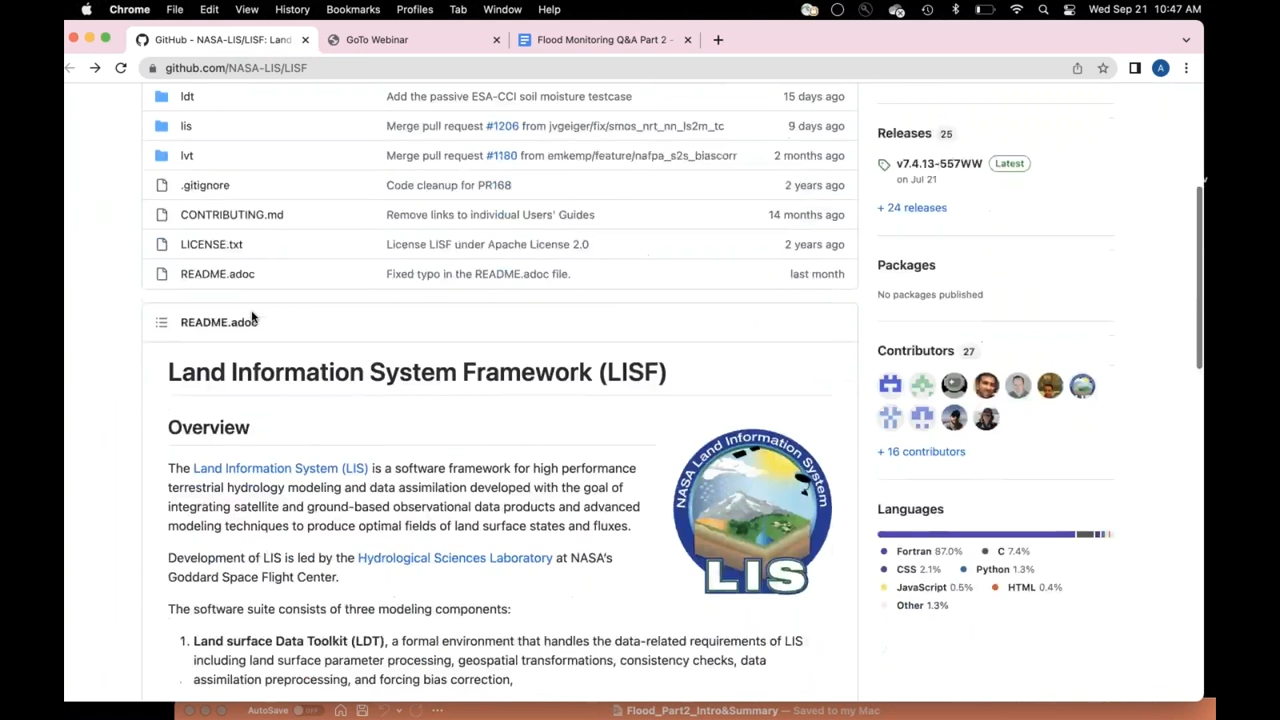 Chrome File Edit View History Bookmarks Profiles Tab Window Help Wed Sep 21 10:47 AM
GitHub - NASA-LIS/LISF: Land GoTo Webinar Flood Monitoring Q&A Part 2 -
github.com/NASA-LIS/LISF A
ldt Add the passive ESA-CCI soil moisture testcase 15 days ago
lis Merge pull request #1206 from jvgeiger/fix/smos_nrt_nn_ls2m_tc 9 days ago
lvt Merge pull request #1180 from emkemp/feature/nafpa_s2s_biascorr 2 months ago
.gitignore Code cleanup for PR168 2 years ago
CONTRIBUTING.md Remove links to individual Users' Guides 14 months ago
LICENSE.txt License LISF under Apache License 2.0 2 years ago
README.adoc Fixed typo in the README.adoc file. last month
README.adoc
Land Information System Framework (LISF)
Overview
The Land Information System (LIS) is a software framework for high performance
terrestrial hydrology modeling and data assimilation developed with the goal of
integrating satellite and ground-based observational data products and advanced
modeling techniques to produce optimal fields of land surface states and fluxes.
Development of LIS is led by the Hydrological Sciences Laboratory at NASA's
Goddard Space Flight Center.
The software suite consists of three modeling components:
1. Land surface Data Toolkit (LDT), a formal environment that handles the data-related requirements of LIS
including land surface parameter processing, geospatial transformations, consistency checks, data
assimilation preprocessing, and forcing bias correction,
NASA Land Information System
LIS
Releases 25
v7.4.13-557WW Latest
on Jul 21
+ 24 releases
Packages
No packages published
Contributors 27
+ 16 contributors
Languages
Fortran 87.0% C 7.4%
CSS 2.1% Python 1.3%
JavaScript 0.5% HTML 0.4%
Other 1.3%
AutoSave OFF Flood_Part2_Intro&Summary — Saved to my Mac